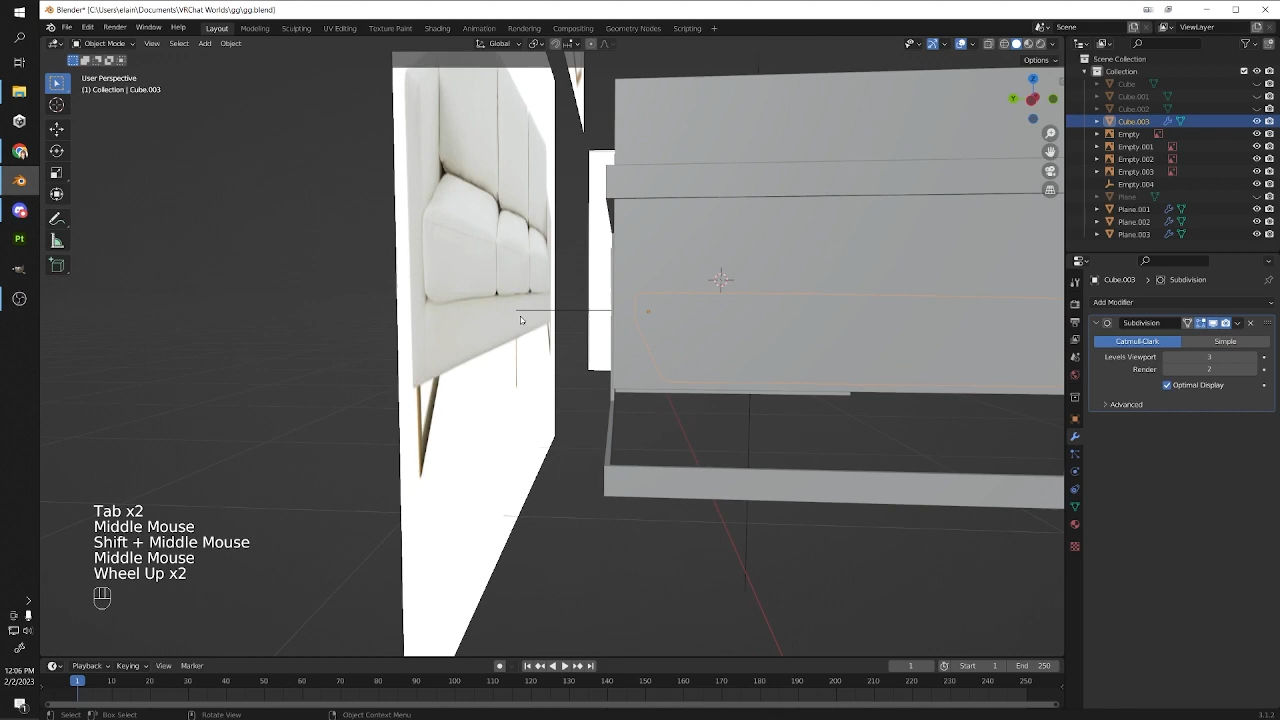 Blender* [C:\Users\elain\Documents\VRChat Worlds\gg\gg.blend]
File Edit Render Window Help Layout Modeling Sculpting UV Editing Texture Paint Shading Animation Rendering Compositing Geometry Nodes Scripting + Scene ViewLayer
Object Mode View Select Add Object Global
Options
User Perspective
(1) Collection | Cube.003
Z
Y
Scene Collection
Collection
Cube
Cube.001
Cube.002
Cube.003
Empty
Empty.001
Empty.002
Empty.003
Empty.004
Plane
Plane.001
Plane.002
Plane.003
Cube.003 > Subdivision
Add Modifier
Subdivision
Catmull-Clark Simple
Levels Viewport 3
Render 2
Optimal Display
Advanced
Pt
Tab x2
Middle Mouse
Shift + Middle Mouse
Middle Mouse
Wheel Up x2
12:06 PM
2/2/2023
Playback Keying View Marker 1 Start 1 End 250
1 10 20 30 40 50 60 70 80 90 100 110 120 130 140 150 160 170 180 190 200 210 220 230 240 250
Select Box Select Rotate View Object Context Menu 3.1.2